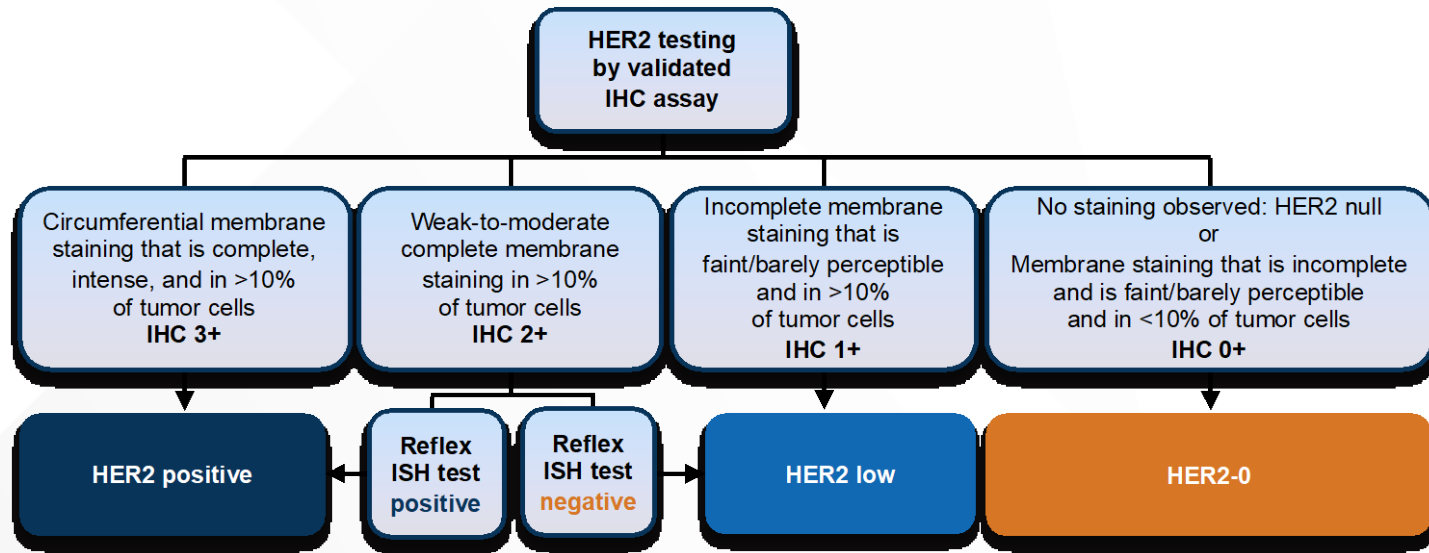 HER2 testing
by validated
IHC assay
Circumferential membrane
staining that is complete,
intense, and in >10%
of tumor cells
IHC 3+
Weak-to-moderate
complete membrane
staining in >10%
of tumor cells
IHC 2+
Incomplete membrane
staining that is
faint/barely perceptible
and in >10%
of tumor cells
IHC 1+
No staining observed: HER2 null
or
Membrane staining that is incomplete
and is faint/barely perceptible
and in <10% of tumor cells
IHC 0+
HER2 positive
Reflex
ISH test
positive
Reflex
ISH test
negative
HER2 low
HER2-0